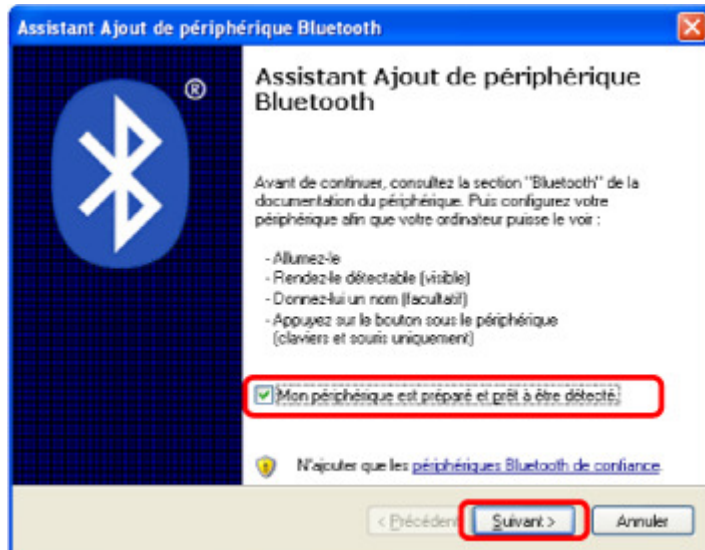 Assistant Ajout de périphérique Bluetooth
®
Assistant Ajout de périphérique
Bluetooth
Avant de continuer, consultez la section "Bluetooth" de la
documentation du périphérique. Puis configurez votre
périphérique afin que votre ordinateur puisse le voir :
- Allumez-le
- Rendez-le détectable (visible)
- Donnez-lui un nom (facultatif)
- Appuyez sur le bouton sous le périphérique
(claviers et souris uniquement)
Mon périphérique est préparé et prêt à être détecté.
N'ajouter que les périphériques Bluetooth de confiance.
< Précédent
Suivant >
Annuler